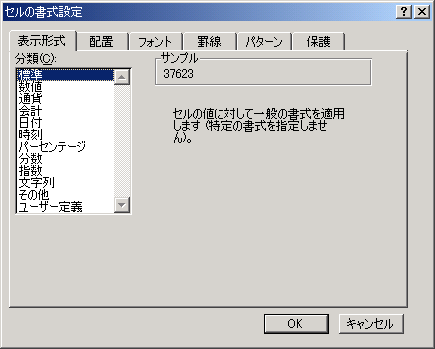 セルの書式設定
表示形式 配置 フォント 罫線 パターン 保護
分類(C):
標準
数値
通貨
会計
日付
時刻
パーセンテージ
分数
指数
文字列
その他
ユーザー定義
サンプル
37623
セルの値に対して一般の書式を適用
します (特定の書式を指定しませ
ん)。
OK キャンセル